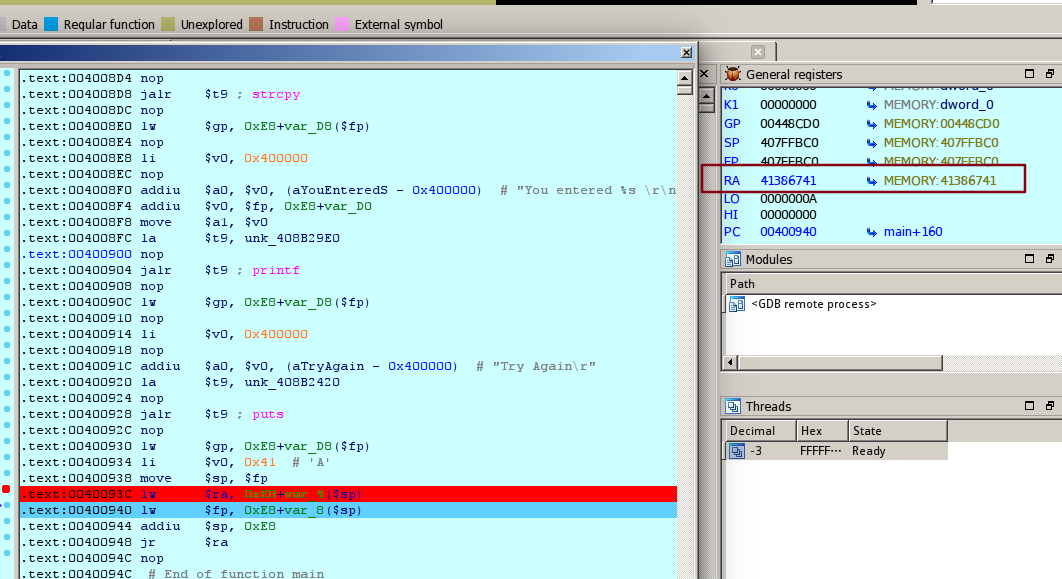 Data Regular function Unexplored Instruction External symbol
.text:004008D4 nop
.text:004008D8 jalr $t9 ; strcpy
.text:004008DC nop
.text:004008E0 lw $gp, 0xE8+var_D8($fp)
.text:004008E4 nop
.text:004008E8 li $v0, 0x400000
.text:004008EC nop
.text:004008F0 addiu $a0, $v0, (aYouEnteredS - 0x400000) # "You entered %s \r\n
.text:004008F4 addiu $v0, $fp, 0xE8+var_D0
.text:004008F8 move $a1, $v0
.text:004008FC la $t9, unk_408B29E0
.text:00400900 nop
.text:00400904 jalr $t9 ; printf
.text:00400908 nop
.text:0040090C lw $gp, 0xE8+var_D8($fp)
.text:00400910 nop
.text:00400914 li $v0, 0x400000
.text:00400918 nop
.text:0040091C addiu $a0, $v0, (aTryAgain - 0x400000) # "Try Again\r"
.text:00400920 la $t9, unk_408B2420
.text:00400924 nop
.text:00400928 jalr $t9 ; puts
.text:0040092C nop
.text:00400930 lw $gp, 0xE8+var_D8($fp)
.text:00400934 li $v0, 0x41 # 'A'
.text:00400938 move $sp, $fp
.text:0040093C lw $ra, 0xE8+var_4($sp)
.text:00400940 lw $fp, 0xE8+var_8($sp)
.text:00400944 addiu $sp, 0xE8
.text:00400948 jr $ra
.text:0040094C nop
.text:0040094C # End of function main
General registers
K1 00000000 MEMORY:dword_0
GP 00448CD0 MEMORY:00448CD0
SP 407FFBC0 MEMORY:407FFBC0
FP 407FFBC0 MEMORY:407FFBC0
RA 41386741 MEMORY:41386741
LO 0000000A
HI 00000000
PC 00400940 main+160
Modules
Path
<GDB remote process>
Threads
Decimal Hex State
-3 FFFFF··· Ready